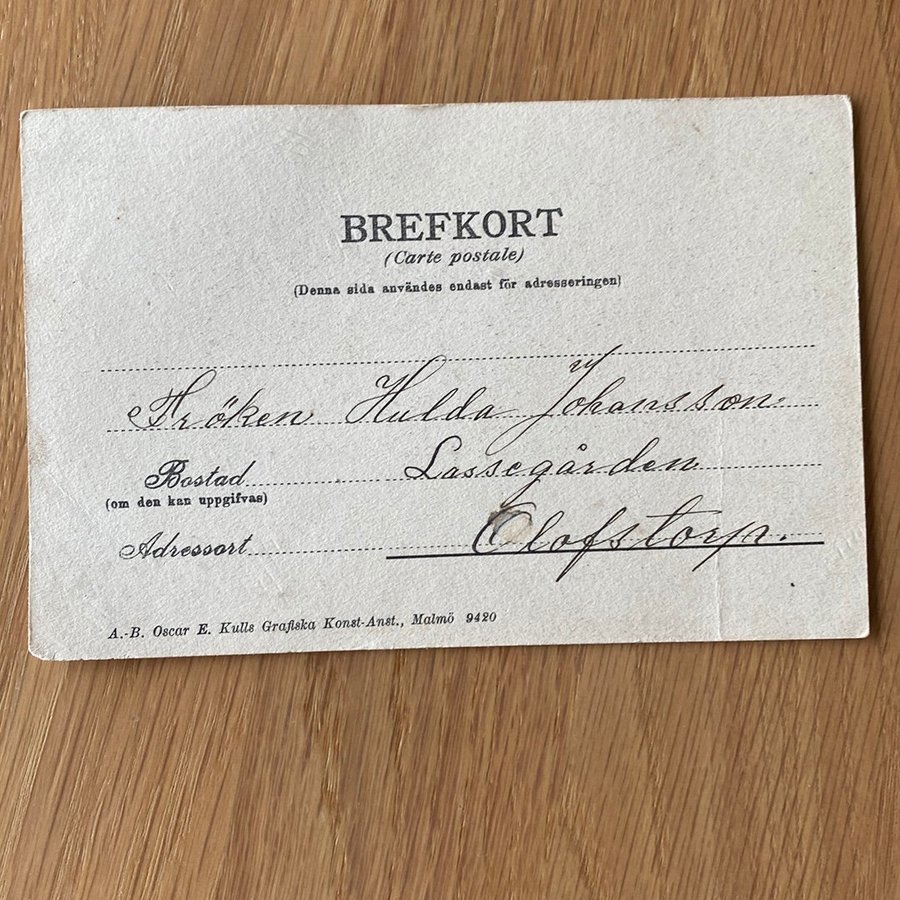 BREFKORT
(Carte postale)
(Denna sida användes endast för adresseringen)
Fröken Hulda Johansson.
Bostad Lassegården
(om den kan uppgifvas)
Adressort Olofstorp.
A.-B. Oscar E. Kulls Grafiska Konst-Anst., Malmö 9420